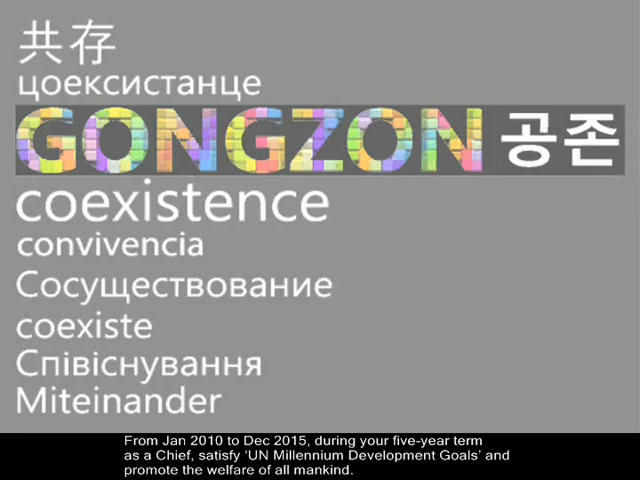 共存
цоексистанце
GONGZON 공존
coexistence
convivencia
Сосуществование
coexiste
Співіснування
Miteinander
From Jan 2010 to Dec 2015, during your five-year term
as a Chief, satisfy ‘UN Millennium Development Goals’ and
promote the welfare of all mankind.